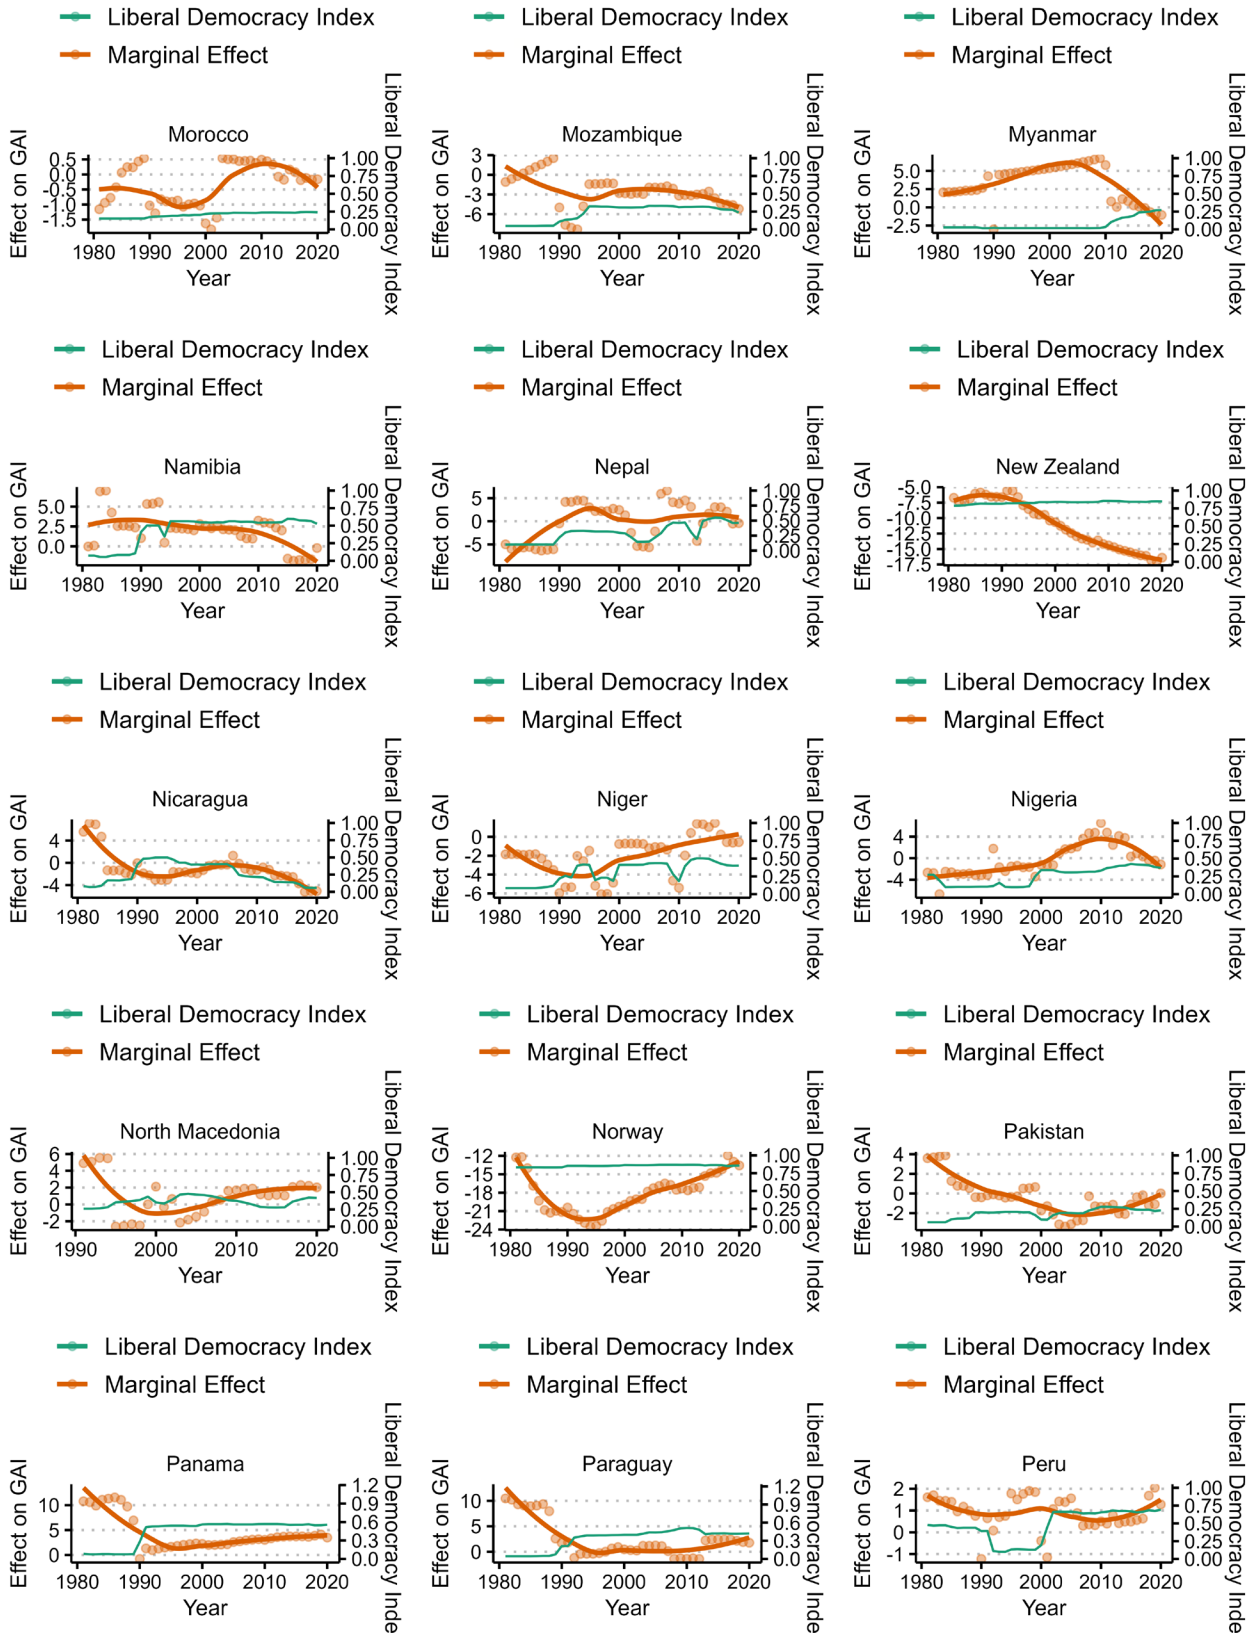 Liberal Democracy Index
Marginal Effect
Morocco
Effect on GAI
0.5
0.0
-0.5
-1.0
-1.5
1.00
0.75
0.50
0.25
0.00
Liberal Democracy Index
1980 1990 2000 2010 2020
Year
Liberal Democracy Index
Marginal Effect
Mozambique
Effect on GAI
3
0
-3
-6
1.00
0.75
0.50
0.25
0.00
Liberal Democracy Index
1980 1990 2000 2010 2020
Year
Liberal Democracy Index
Marginal Effect
Myanmar
Effect on GAI
5.0
2.5
0.0
-2.5
1.00
0.75
0.50
0.25
0.00
Liberal Democracy Index
1980 1990 2000 2010 2020
Year
Liberal Democracy Index
Marginal Effect
Namibia
Effect on GAI
5.0
2.5
0.0
1.00
0.75
0.50
0.25
0.00
Liberal Democracy Index
1980 1990 2000 2010 2020
Year
Liberal Democracy Index
Marginal Effect
Nepal
Effect on GAI
5
0
-5
1.00
0.75
0.50
0.25
0.00
Liberal Democracy Index
1980 1990 2000 2010 2020
Year
Liberal Democracy Index
Marginal Effect
New Zealand
Effect on GAI
-5.0
-7.5
-10.0
-12.5
-15.0
-17.5
1.00
0.75
0.50
0.25
0.00
Liberal Democracy Index
1980 1990 2000 2010 2020
Year
Liberal Democracy Index
Marginal Effect
Nicaragua
Effect on GAI
4
0
-4
1.00
0.75
0.50
0.25
0.00
Liberal Democracy Index
1980 1990 2000 2010 2020
Year
Liberal Democracy Index
Marginal Effect
Niger
Effect on GAI
0
-2
-4
-6
1.00
0.75
0.50
0.25
0.00
Liberal Democracy Index
1980 1990 2000 2010 2020
Year
Liberal Democracy Index
Marginal Effect
Nigeria
Effect on GAI
4
0
-4
1.00
0.75
0.50
0.25
0.00
Liberal Democracy Index
1980 1990 2000 2010 2020
Year
Liberal Democracy Index
Marginal Effect
North Macedonia
Effect on GAI
6
4
2
0
-2
1.00
0.75
0.50
0.25
0.00
Liberal Democracy Index
1990 2000 2010 2020
Year
Liberal Democracy Index
Marginal Effect
Norway
Effect on GAI
-12
-15
-18
-21
-24
1.00
0.75
0.50
0.25
0.00
Liberal Democracy Index
1980 1990 2000 2010 2020
Year
Liberal Democracy Index
Marginal Effect
Pakistan
Effect on GAI
4
2
0
-2
1.00
0.75
0.50
0.25
0.00
Liberal Democracy Index
1980 1990 2000 2010 2020
Year
Liberal Democracy Index
Marginal Effect
Panama
Effect on GAI
10
5
0
1.2
0.9
0.6
0.3
0.0
Liberal Democracy Inde
1980 1990 2000 2010 2020
Year
Liberal Democracy Index
Marginal Effect
Paraguay
Effect on GAI
10
5
0
1.2
0.9
0.6
0.3
0.0
Liberal Democracy Inde
1980 1990 2000 2010 2020
Year
Liberal Democracy Index
Marginal Effect
Peru
Effect on GAI
2
1
0
-1
1.00
0.75
0.50
0.25
0.00
Liberal Democracy Inde
1980 1990 2000 2010 2020
Year